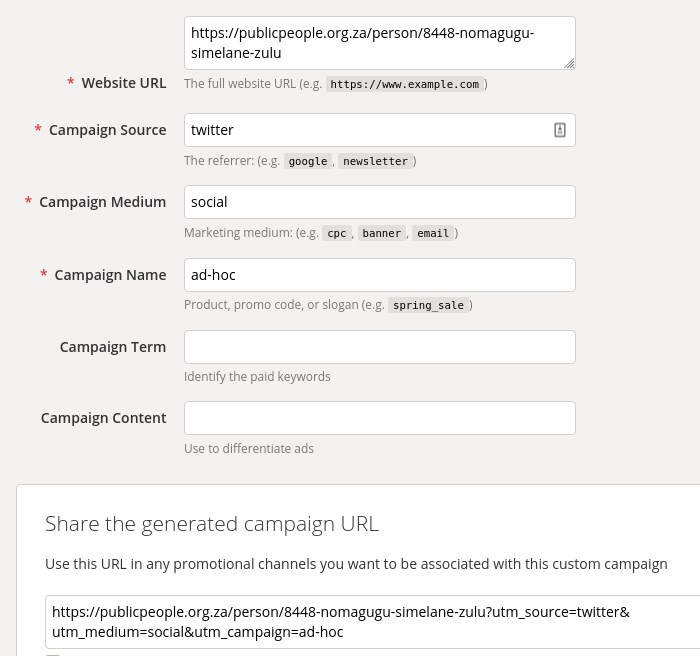 https://publicpeople.org.za/person/8448-nomagugu-
simelane-zulu
* Website URL
The full website URL (e.g. https://www.example.com )
* Campaign Source
twitter
The referrer: (e.g. google , newsletter )
* Campaign Medium
social
Marketing medium: (e.g. cpc , banner , email )
* Campaign Name
ad-hoc
Product, promo code, or slogan (e.g. spring_sale )
Campaign Term
Identify the paid keywords
Campaign Content
Use to differentiate ads
Share the generated campaign URL
Use this URL in any promotional channels you want to be associated with this custom campaign
https://publicpeople.org.za/person/8448-nomagugu-simelane-zulu?utm_source=twitter&
utm_medium=social&utm_campaign=ad-hoc